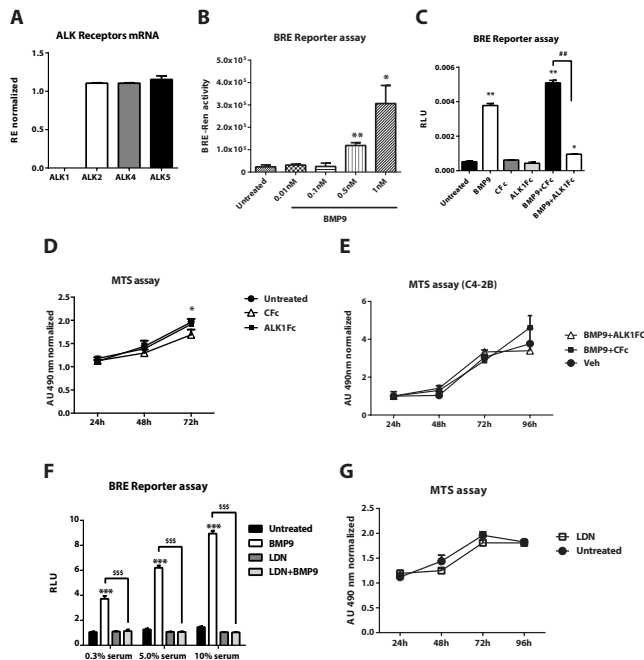 A
ALK Receptors mRNA
RE normalized
1.5
1.0
0.5
0.0
ALK1 ALK2 ALK4 ALK5
B
BRE Reporter assay
BRE-Ren activity
5.0x10⁵
4.0x10⁵
3.0x10⁵
2.0x10⁵
1.0x10⁵
0
**
*
Untreated
0.01nM
0.1nM
0.5nM
1nM
BMP9
C
BRE Reporter assay
RLU
0.006
0.004
0.002
0.000
**
**
##
*
Untreated
BMP9
CFc
ALK1Fc
BMP9+CFc
BMP9+ALK1Fc
D
MTS assay
AU 490 nm normalized
2.5
2.0
1.5
1.0
0.5
0.0
*
24h 48h 72h
Untreated
CFc
ALK1Fc
E
MTS assay (C4-2B)
AU 490nm normalized
6
4
2
0
*
24h 48h 72h 96h
BMP9+ALK1FC
BMP9+CFc
Veh
F
BRE Reporter assay
RLU
10
8
6
4
2
0
***
$$$
***
$$$
***
$$$
0.3% serum 5.0% serum 10% serum
Untreated
BMP9
LDN
LDN+BMP9
G
MTS assay
AU 490 nm normalized
2.5
2.0
1.5
1.0
0.5
0.0
24h 48h 72h 96h
LDN
Untreated